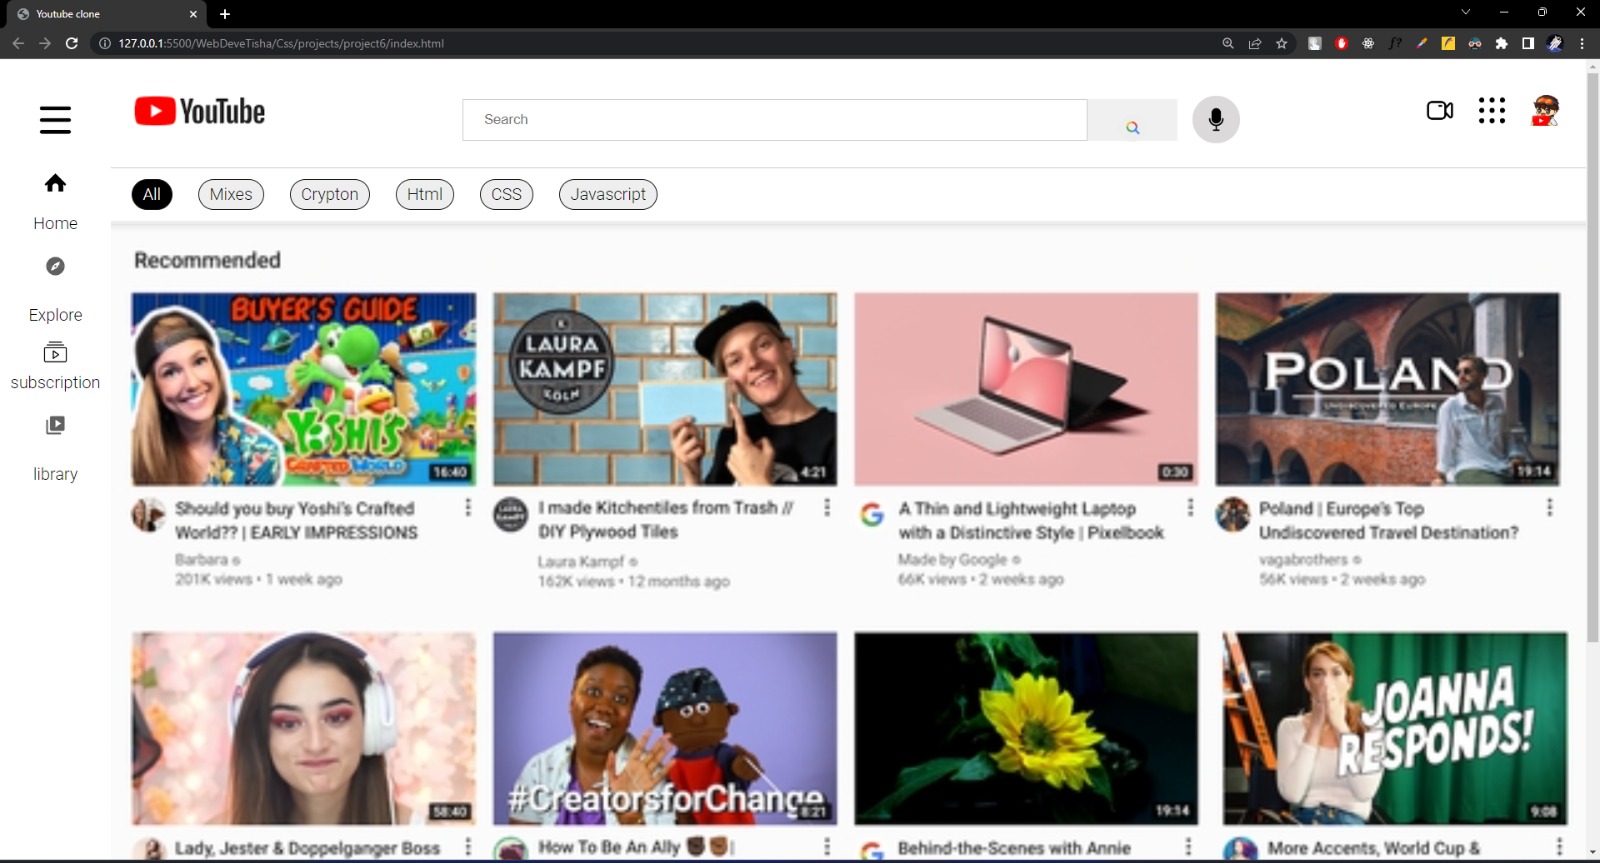 Youtube clone
127.0.0.1:5500/WebDeveTisha/Css/projects/project6/index.html
YouTube
Search
All
Mixes
Crypton
Html
CSS
Javascript
Home
Explore
subscription
library
Recommended
BUYER'S GUIDE
YOSHI'S
CRAFTED WORLD
16:40
LAURA
KAMPF
KÖLN
4:21
0:30
POLAND
UNDISCOVERED EUROPE
19:14
Should you buy Yoshi's Crafted
World?? | EARLY IMPRESSIONS
Barbara
201K views • 1 week ago
I made Kitchentiles from Trash //
DIY Plywood Tiles
Laura Kampf
162K views • 12 months ago
A Thin and Lightweight Laptop
with a Distinctive Style | Pixelbook
Made by Google
66K views • 2 weeks ago
Poland | Europe's Top
Undiscovered Travel Destination?
vagabrothers
56K views • 2 weeks ago
58:40
#CreatorsforChange
8:21
19:14
JOANNA
RESPONDS!
9:08
Lady, Jester & Doppelganger Boss
How To Be An Ally ✊🏿✊🏾|
Behind-the-Scenes with Annie
More Accents, World Cup &